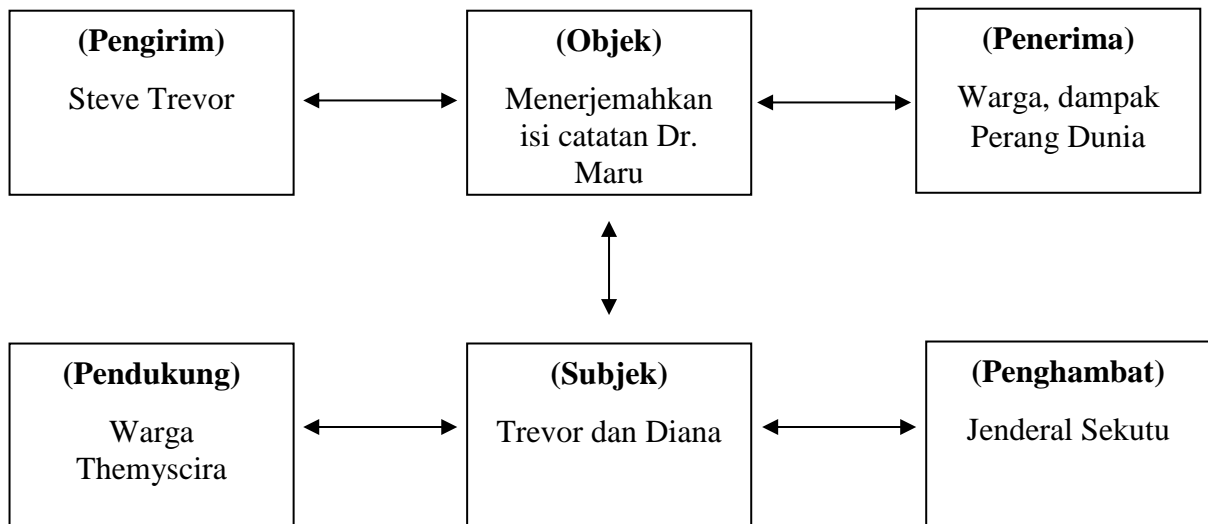 (Pengirim)
Steve Trevor
(Objek)
Menerjemahkan
isi catatan Dr.
Maru
(Penerima)
Warga, dampak
Perang Dunia
(Pendukung)
Warga
Themyscira
(Subjek)
Trevor dan Diana
(Penghambat)
Jenderal Sekutu